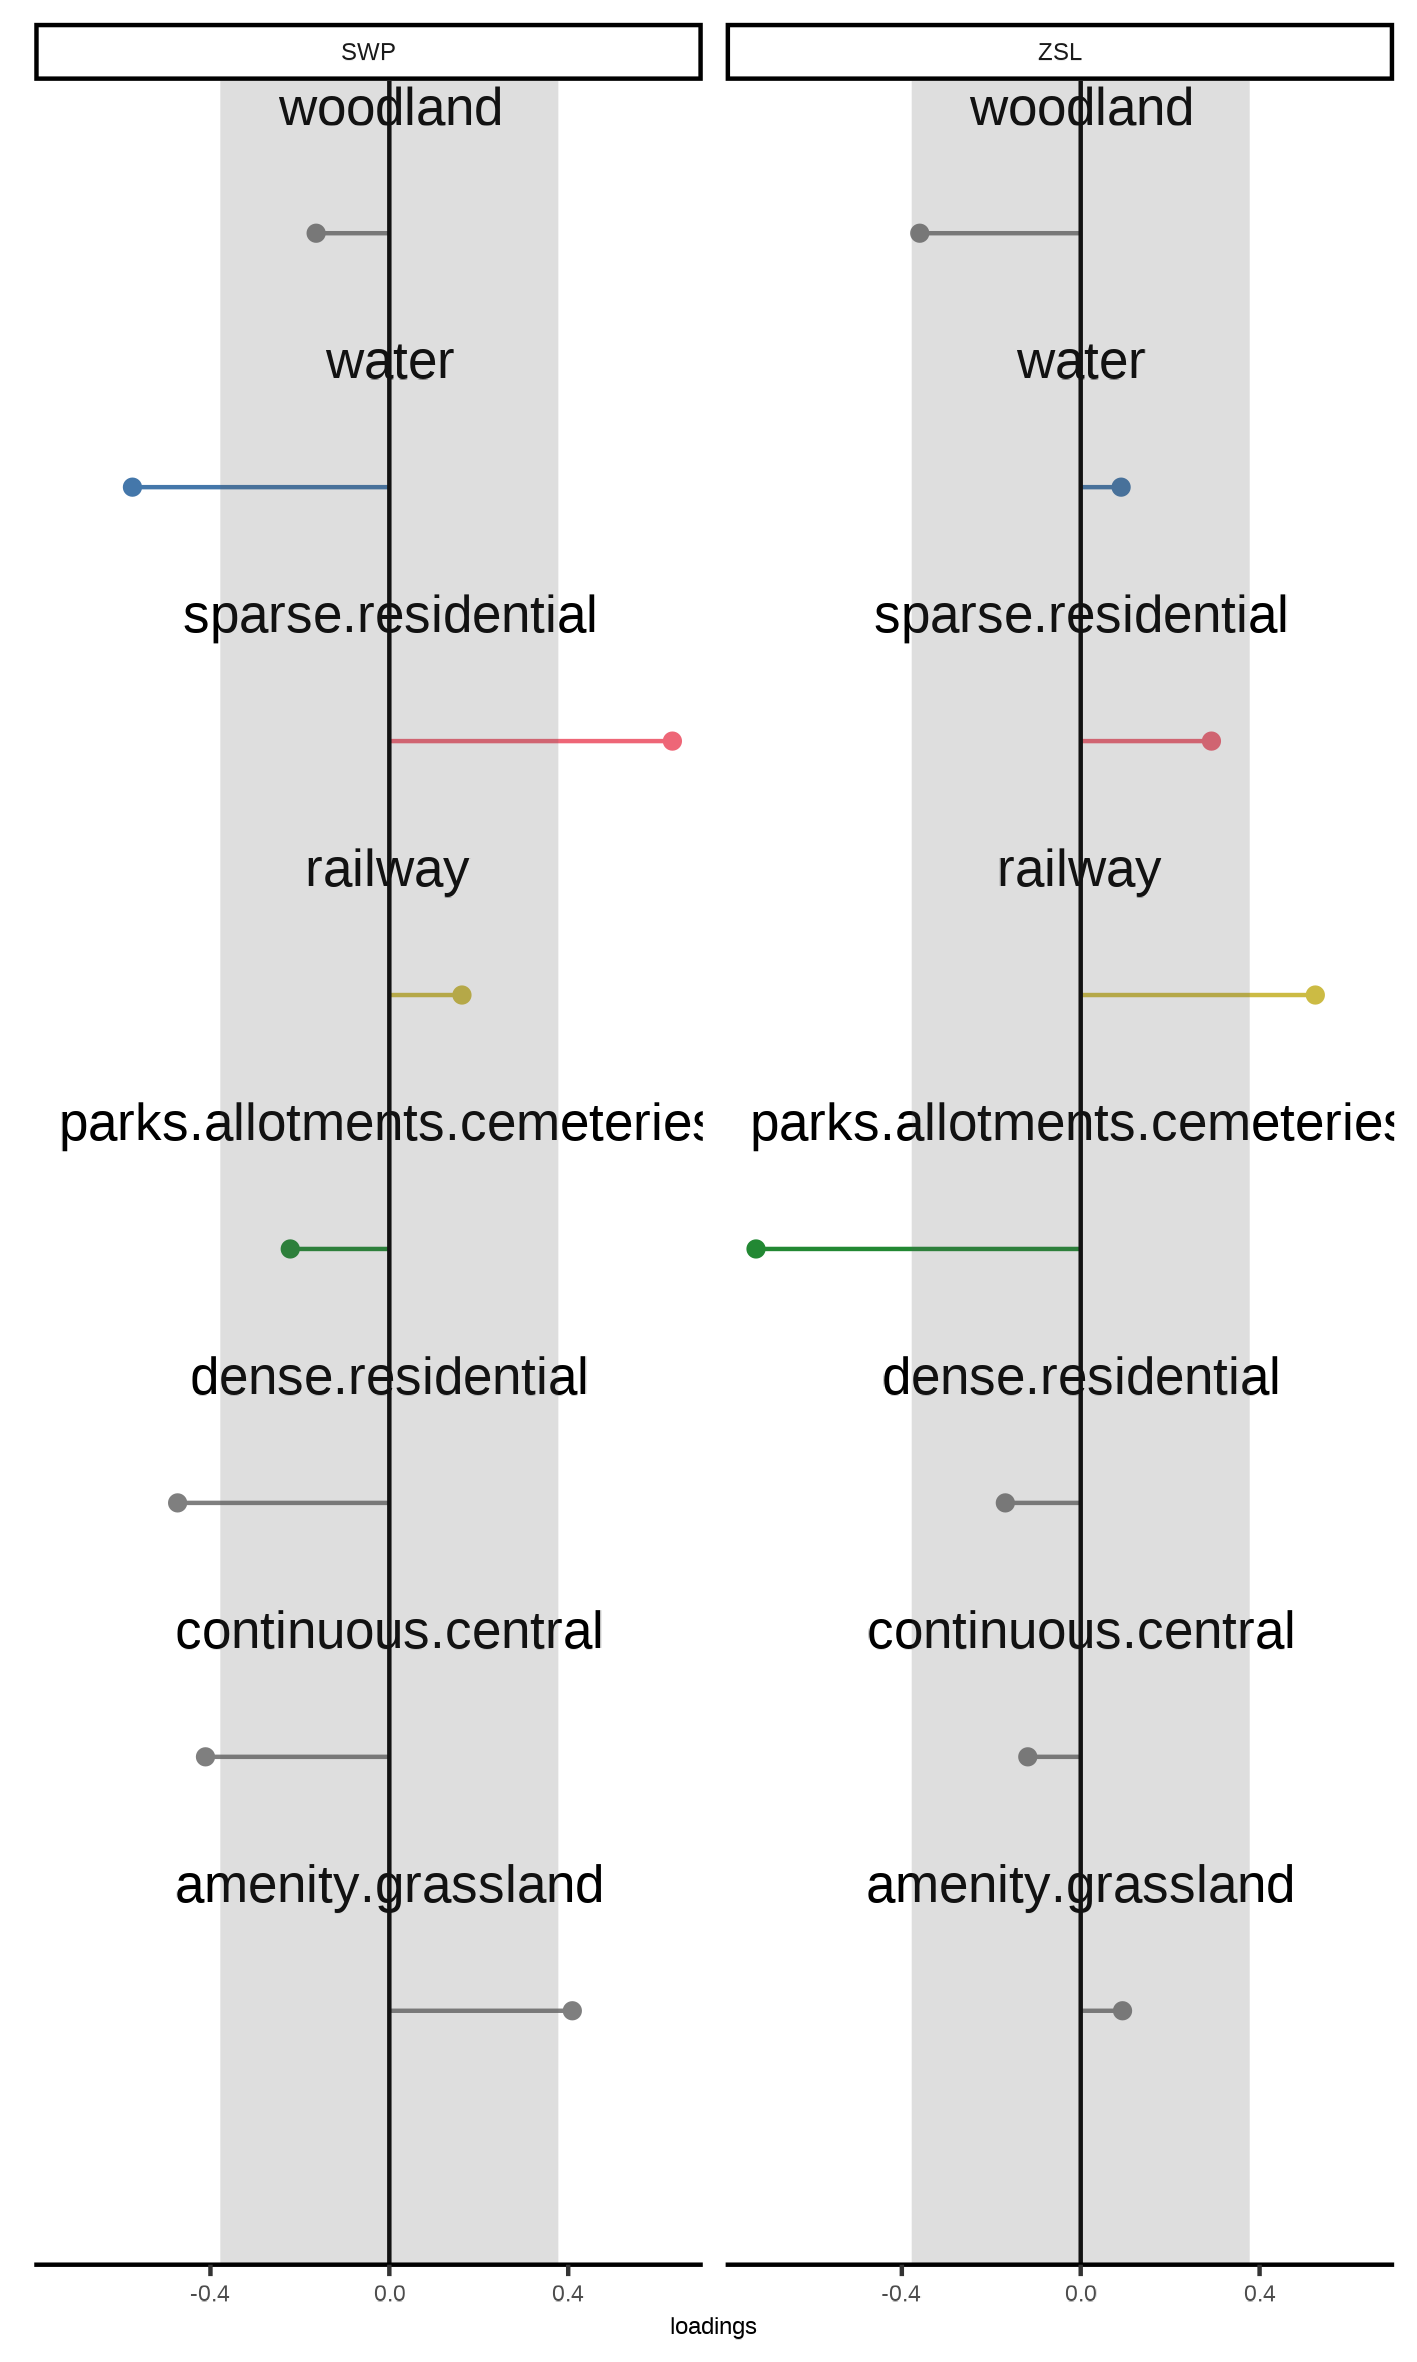 SWP
ZSL
woodland
woodland
water
water
sparse.residential
sparse.residential
railway
railway
parks.allotments.cemeteries
parks.allotments.cemeteries
dense.residential
dense.residential
continuous.central
continuous.central
amenity.grassland
amenity.grassland
-0.4 0.0 0.4
-0.4 0.0 0.4
loadings